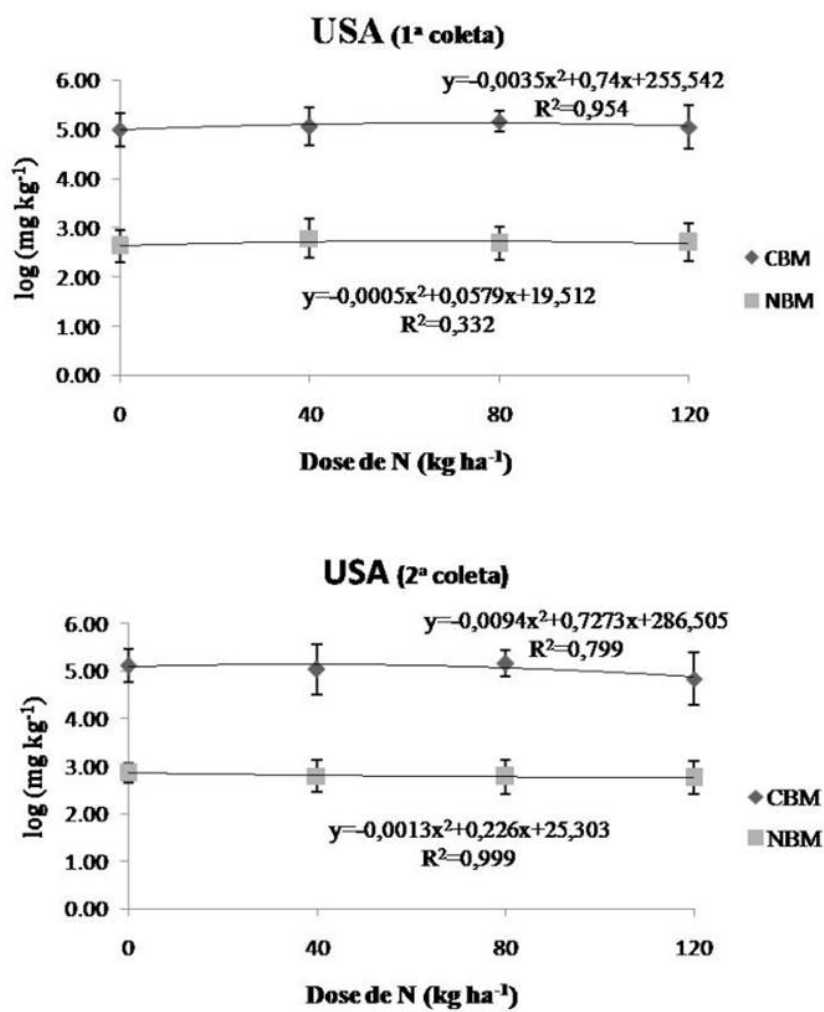 USA (1ª coleta)
y=-0,0035x²+0,74x+255,542
R²=0,954
6.00
5.00
4.00
3.00
2.00
1.00
0.00
log (mg kg⁻¹)
y=-0,0005x²+0,0579x+19,512
R²=0,332
CBM
NBM
0 40 80 120
Dose de N (kg ha⁻¹)
USA (2ª coleta)
y=-0,0094x²+0,7273x+286,505
R²=0,799
6.00
5.00
4.00
3.00
2.00
1.00
0.00
log (mg kg⁻¹)
y=-0,0013x²+0,226x+25,303
R²=0,999
CBM
NBM
0 40 80 120
Dose de N (kg ha⁻¹)